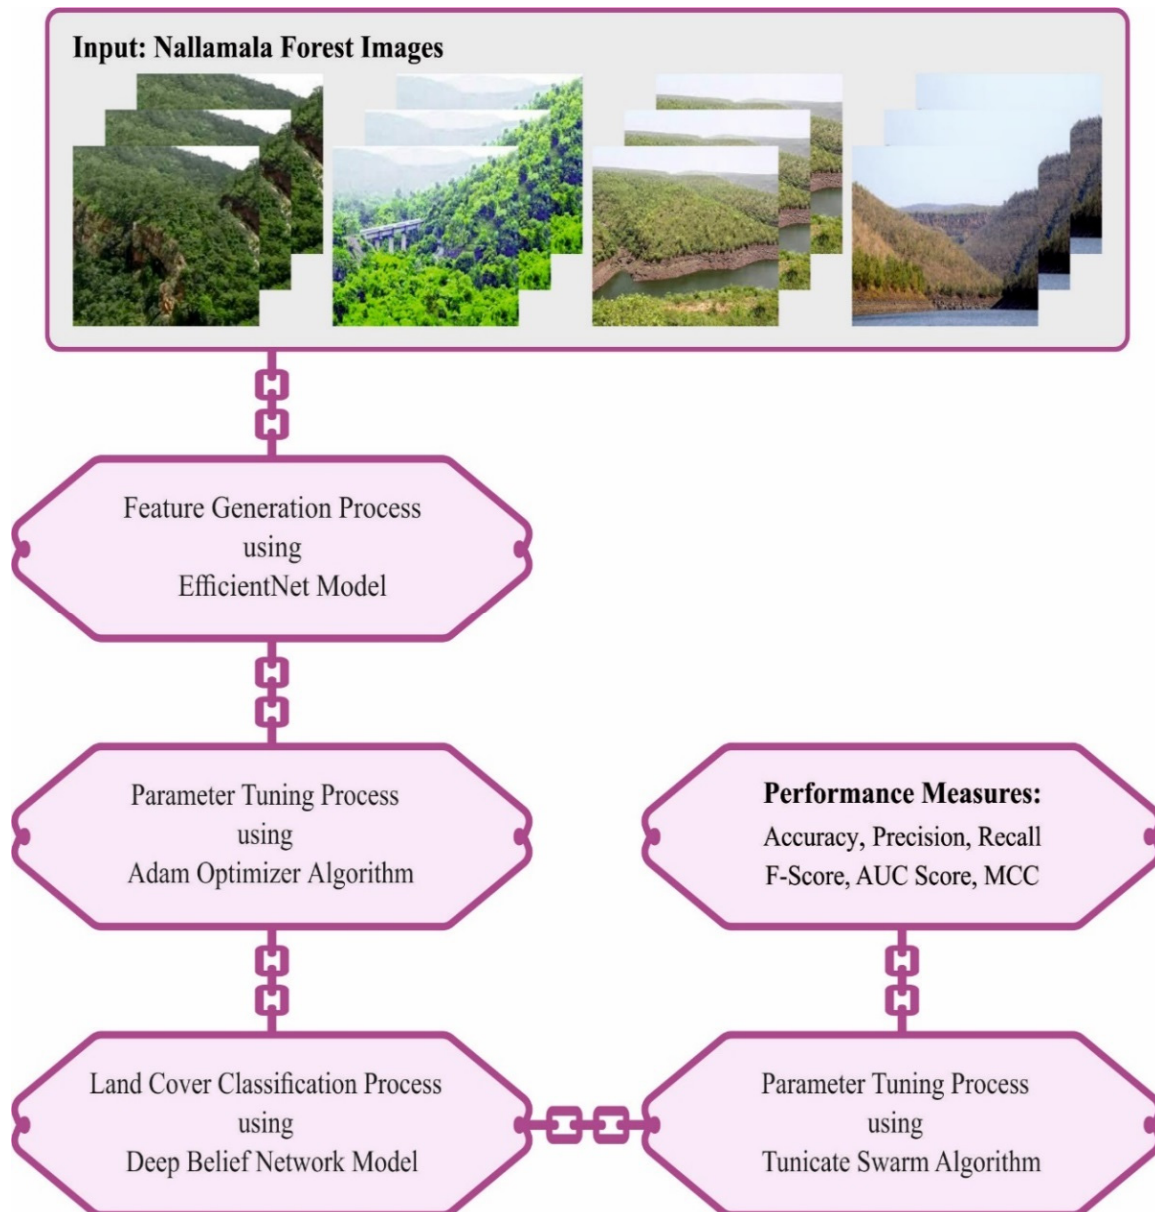 Input: Nallamala Forest Images
Feature Generation Process
using
EfficientNet Model
Parameter Tuning Process
using
Adam Optimizer Algorithm
Land Cover Classification Process
using
Deep Belief Network Model
Parameter Tuning Process
using
Tunicate Swarm Algorithm
Performance Measures:
Accuracy, Precision, Recall
F-Score, AUC Score, MCC